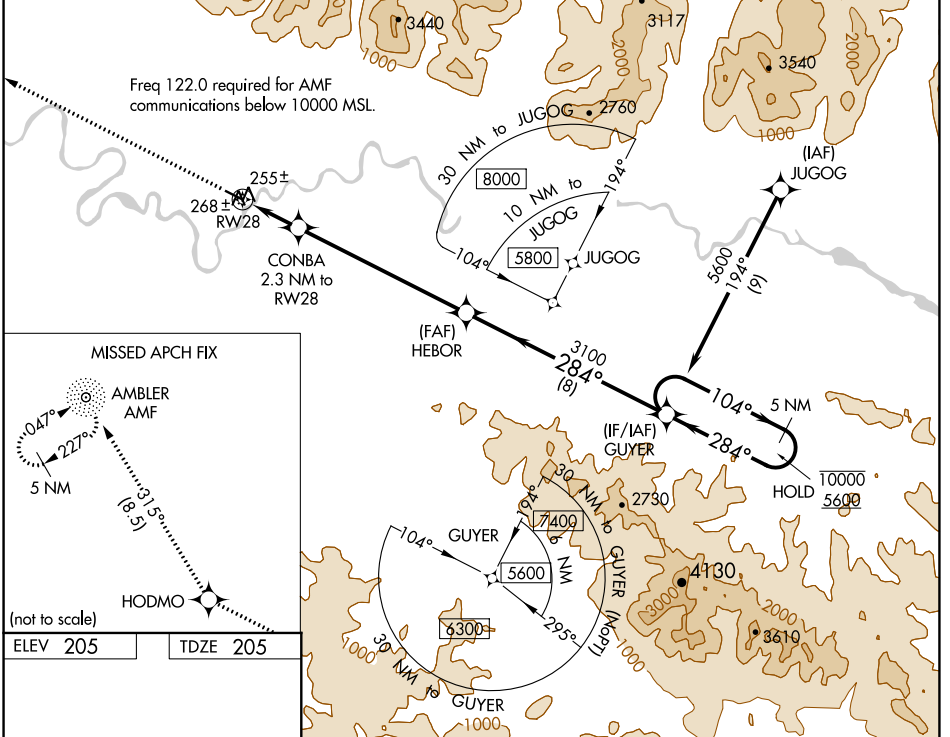 3440
3117
2000
3540
2000
1000
1000
Freq 122.0 required for AMF
communications below 10000 MSL.
2760
30 NM to JUGOG
194°
8000
10 NM to
JUGOG
5800
JUGOG
104°
(IAF)
JUGOG
5600
194°
(9)
255±
268±
RW28
CONBA
2.3 NM to
RW28
(FAF)
HEBOR
3100
284°
(8)
104°
5 NM
(IF/IAF)
GUYER
284°
HOLD
10000
5600
MISSED APCH FIX
AMBLER
AMF
047°
227°
5 NM
315°
(8.5)
HODMO
(not to scale)
ELEV 205
TDZE 205
30 NM to GUYER (NoPT)
2730
194°
7400
104°
GUYER
6 NM
5600
295°
6300
30 NM to GUYER
4130
3000
2000
3610
1000
1000
1000